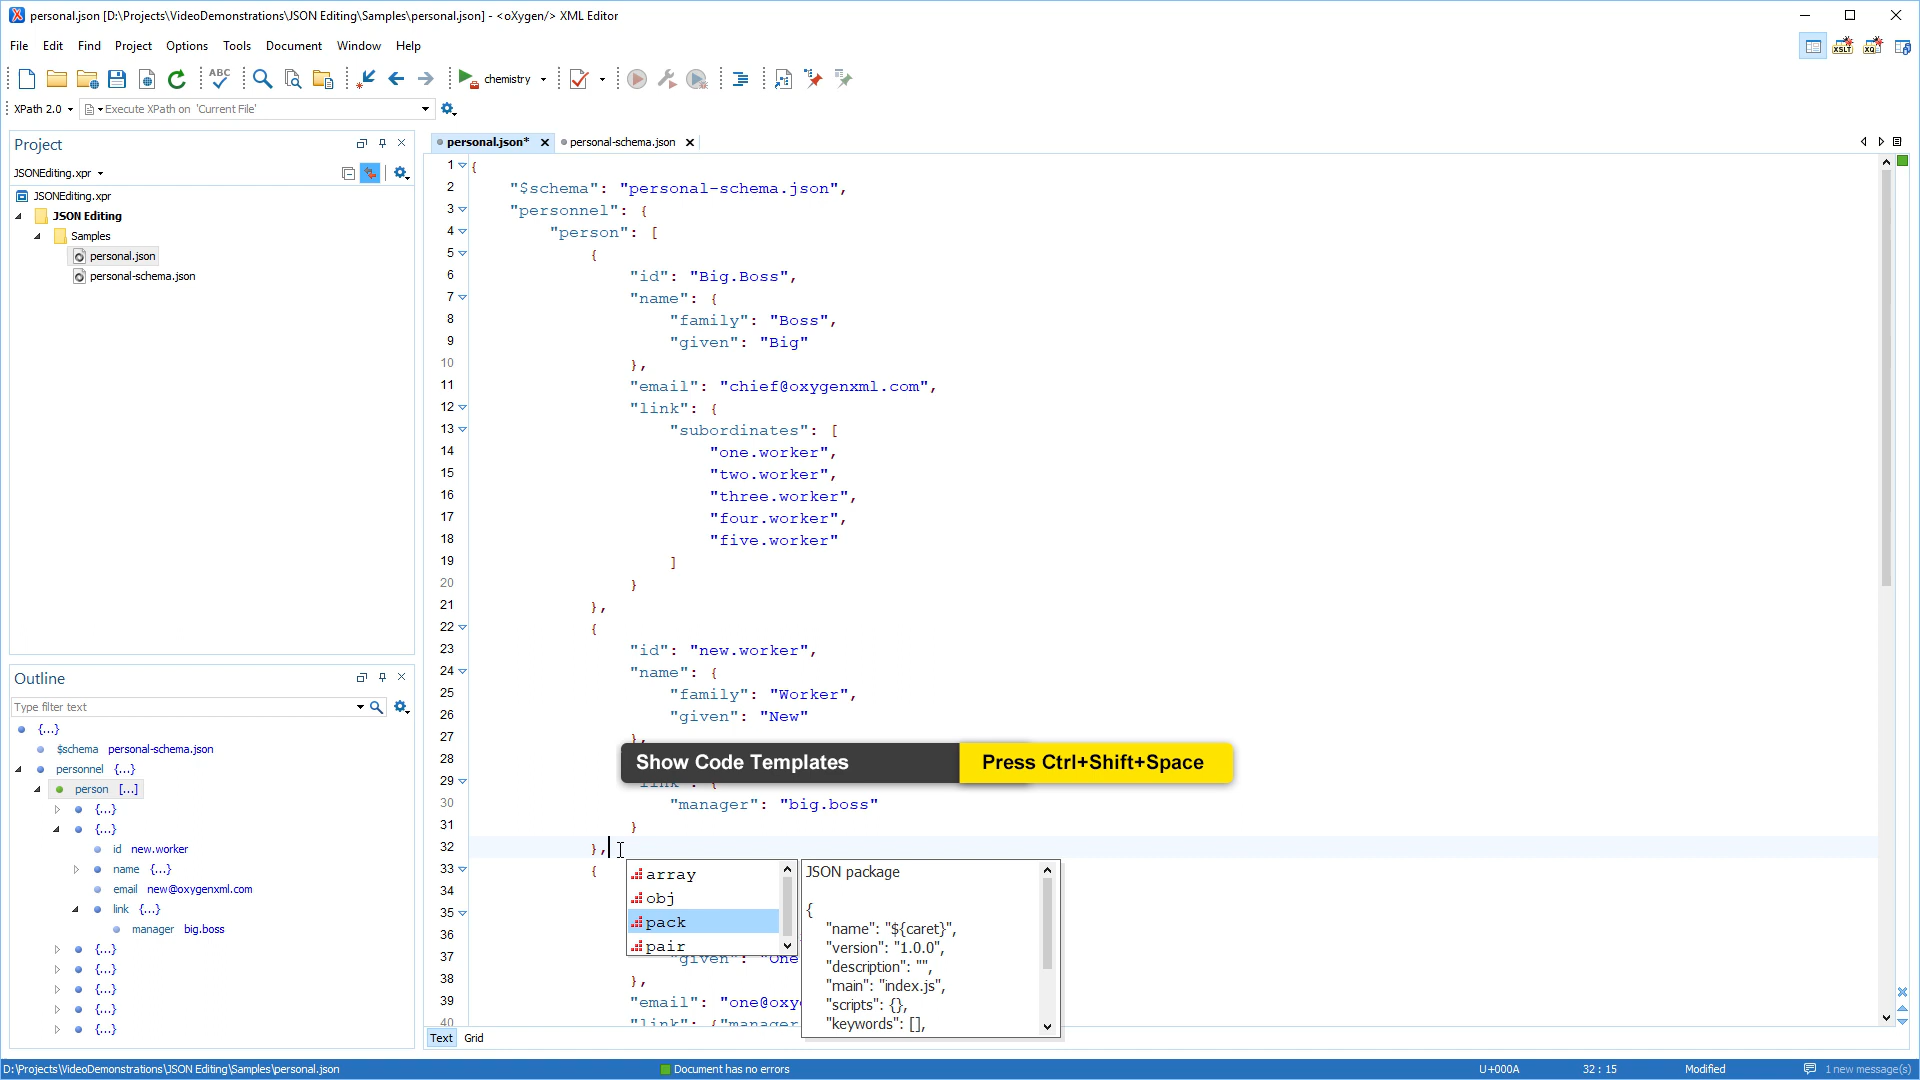 personal.json [D:\Projects\VideoDemonstrations\JSON Editing\Samples\personal.json] - <oXygen/> XML Editor
File Edit Find Project Options Tools Document Window Help
ABC chemistry
XSLT XQ
XPath 2.0 Execute XPath on 'Current File'
Project
JSONEditing.xpr
JSONEditing.xpr
JSON Editing
Samples
personal.json
personal-schema.json
Outline
Type filter text
{...}
$schema personal-schema.json
personnel {...}
person [...]
{...}
{...}
id new.worker
name {...}
email new@oxygenxml.com
link {...}
manager big.boss
{...}
{...}
{...}
{...}
{...}
personal.json* personal-schema.json
1 {
2 "$schema": "personal-schema.json",
3 "personnel": {
4 "person": [
5 {
6 "id": "Big.Boss",
7 "name": {
8 "family": "Boss",
9 "given": "Big"
10 },
11 "email": "chief@oxygenxml.com",
12 "link": {
13 "subordinates": [
14 "one.worker",
15 "two.worker",
16 "three.worker",
17 "four.worker",
18 "five.worker"
19 ]
20 }
21 },
22 {
23 "id": "new.worker",
24 "name": {
25 "family": "Worker",
26 "given": "New"
27 },
28
Show Code Templates Press Ctrl+Shift+Space
29 "link": {
30 "manager": "big.boss"
31 }
32 },
33 {
34
35
36
37 "given": "One
38 },
39 "email": "one@oxy
40 "link": {"manager
array
obj
pack
pair
JSON package
{
"name": "${caret}",
"version": "1.0.0",
"description": "",
"main": "index.js",
"scripts": {},
"keywords": [],
Text Grid
D:\Projects\VideoDemonstrations\JSON Editing\Samples\personal.json Document has no errors U+000A 32 : 15 Modified 1 new message(s)